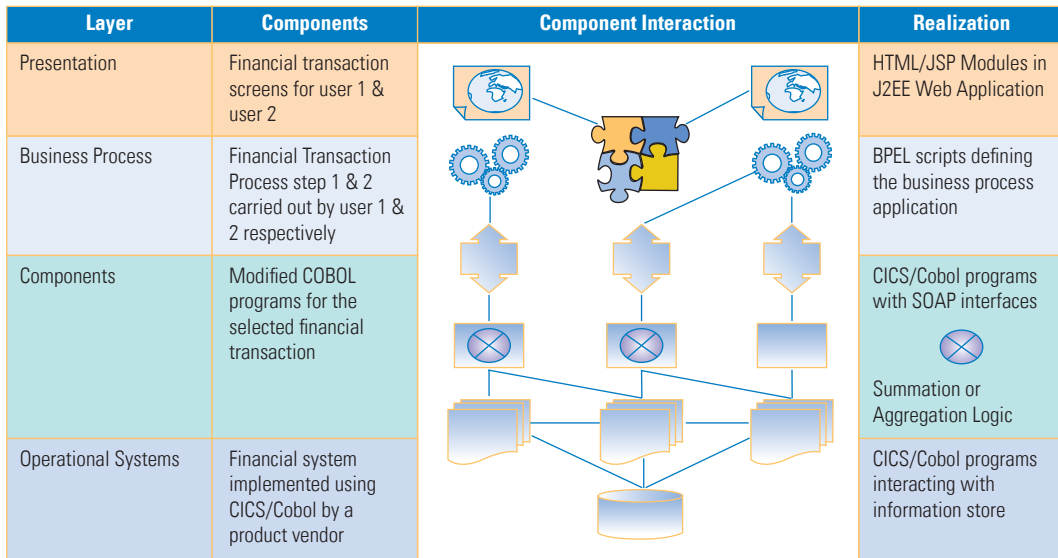 Layer
Components
Component Interaction
Realization
Presentation
Financial transaction
screens for user 1 &
user 2
HTML/JSP Modules in
J2EE Web Application
Business Process
Financial Transaction
Process step 1 & 2
carried out by user 1 &
2 respectively
BPEL scripts defining
the business process
application
Components
Modified COBOL
programs for the
selected financial
transaction
CICS/Cobol programs
with SOAP interfaces
Summation or
Aggregation Logic
Operational Systems
Financial system
implemented using
CICS/Cobol by a
product vendor
CICS/Cobol programs
interacting with
information store